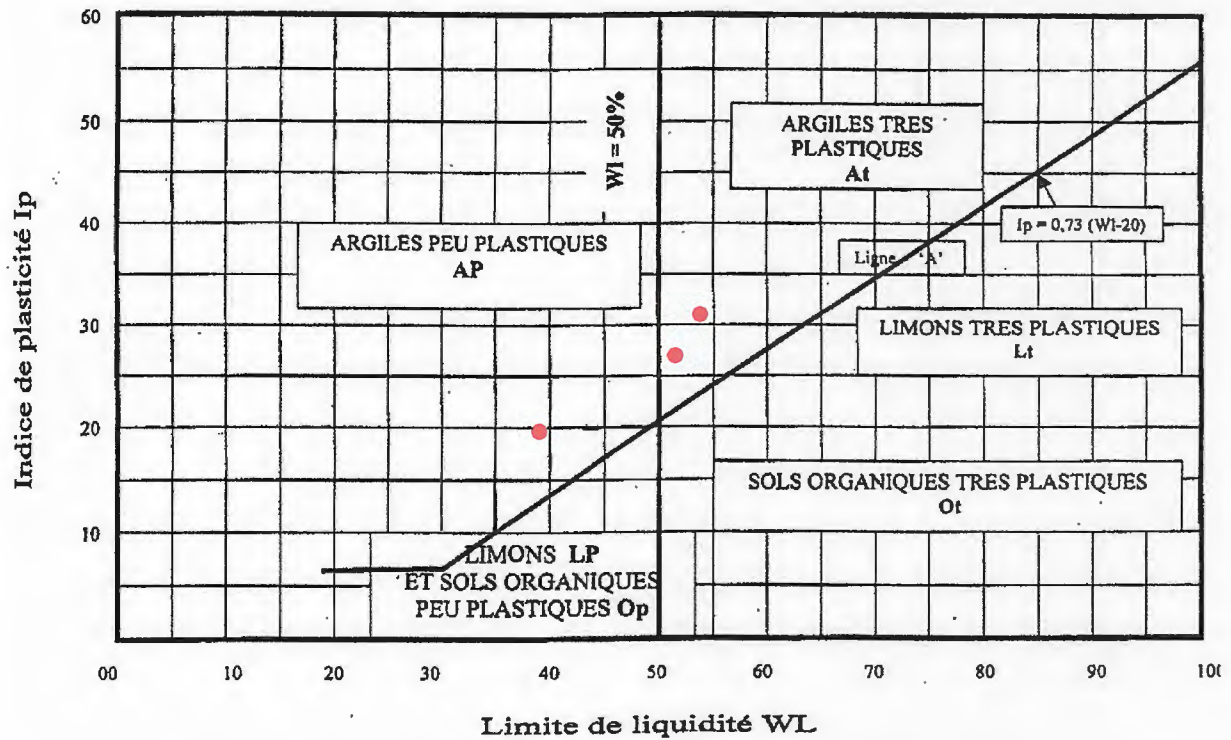 60
50
40
30
20
10
Indice de plasticité Ip
Wl = 50%
ARGILES TRES
PLASTIQUES
At
ARGILES PEU PLASTIQUES
AP
Ip = 0,73 (Wl-20)
Ligne 'A'
LIMONS TRES PLASTIQUES
Lt
SOLS ORGANIQUES TRES PLASTIQUES
Ot
LIMONS LP
ET SOLS ORGANIQUES
PEU PLASTIQUES Op
00 10 20 30 40 50 60 70 80 90
Limite de liquidité WL